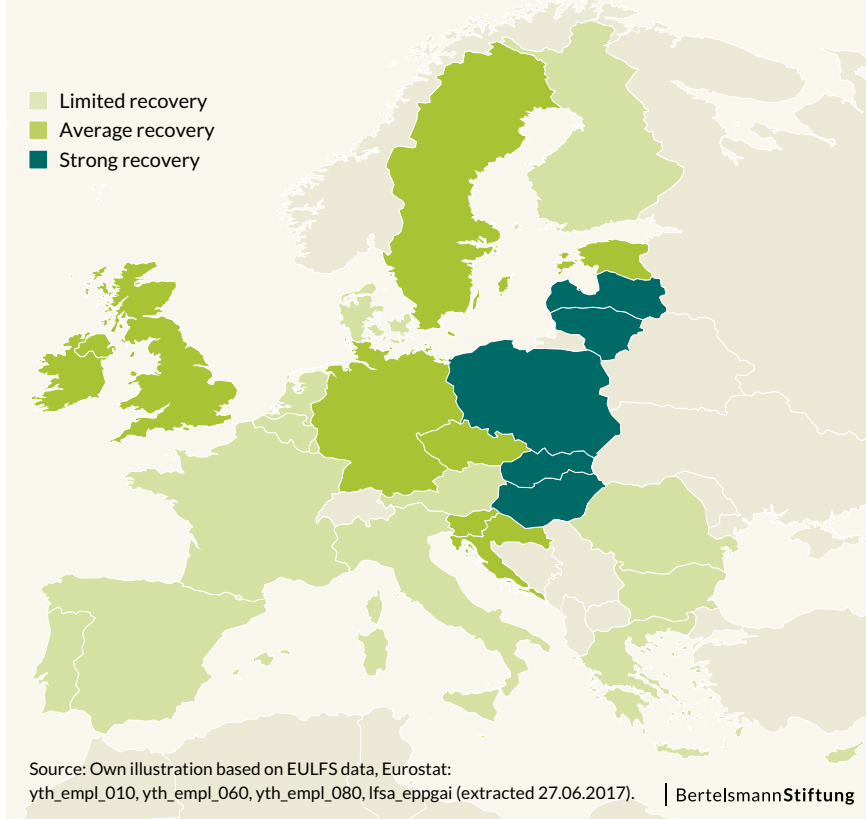 Limited recovery
Average recovery
Strong recovery
Source: Own illustration based on EULFS data, Eurostat:
yth_empl_010, yth_empl_060, yth_empl_080, lfsa_eppgai (extracted 27.06.2017).
BertelsmannStiftung